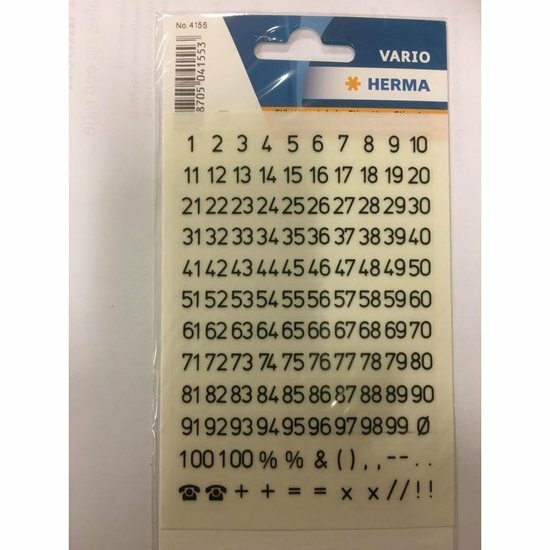 No.4155
VARIO
HERMA
8705 041553
1 2 3 4 5 6 7 8 9 10
11 12 13 14 15 16 17 18 19 20
21 22 23 24 25 26 27 28 29 30
31 32 33 34 35 36 37 38 39 40
41 42 43 44 45 46 47 48 49 50
51 52 53 54 55 56 57 58 59 60
61 62 63 64 65 66 67 68 69 70
71 72 73 74 75 76 77 78 79 80
81 82 83 84 85 86 87 88 89 90
91 92 93 94 95 96 97 98 99 Ø
100 100 % % & ( ) , , - - . .
☎ ☎ + + = = x x / / ! !